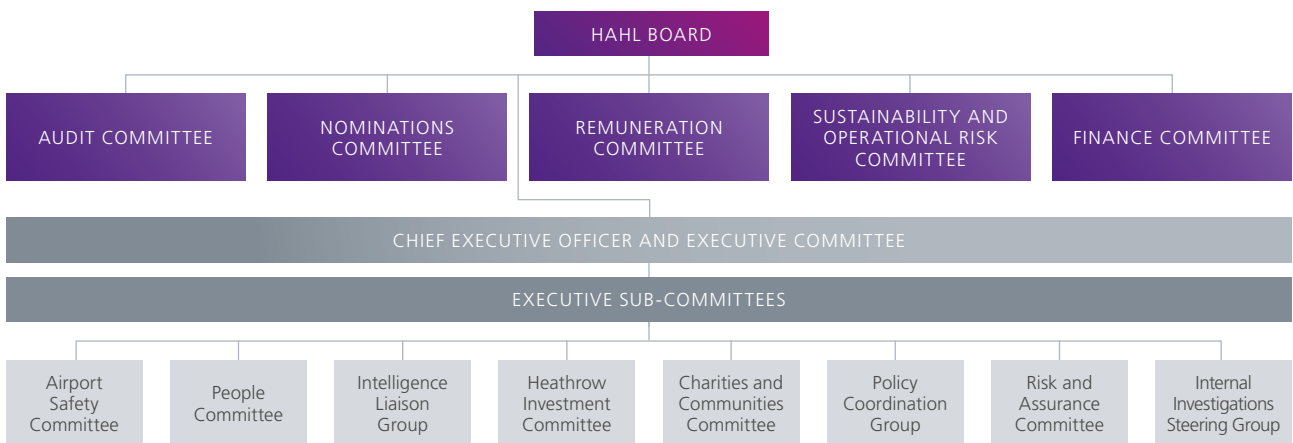 HAHL BOARD
AUDIT COMMITTEE
NOMINATIONS
COMMITTEE
REMUNERATION
COMMITTEE
SUSTAINABILITY AND
OPERATIONAL RISK
COMMITTEE
FINANCE COMMITTEE
CHIEF EXECUTIVE OFFICER AND EXECUTIVE COMMITTEE
EXECUTIVE SUB-COMMITTEES
Airport
Safety
Committee
People
Committee
Intelligence
Liaison
Group
Heathrow
Investment
Committee
Charities and
Communities
Committee
Policy
Coordination
Group
Risk and
Assurance
Committee
Internal
Investigations
Steering Group